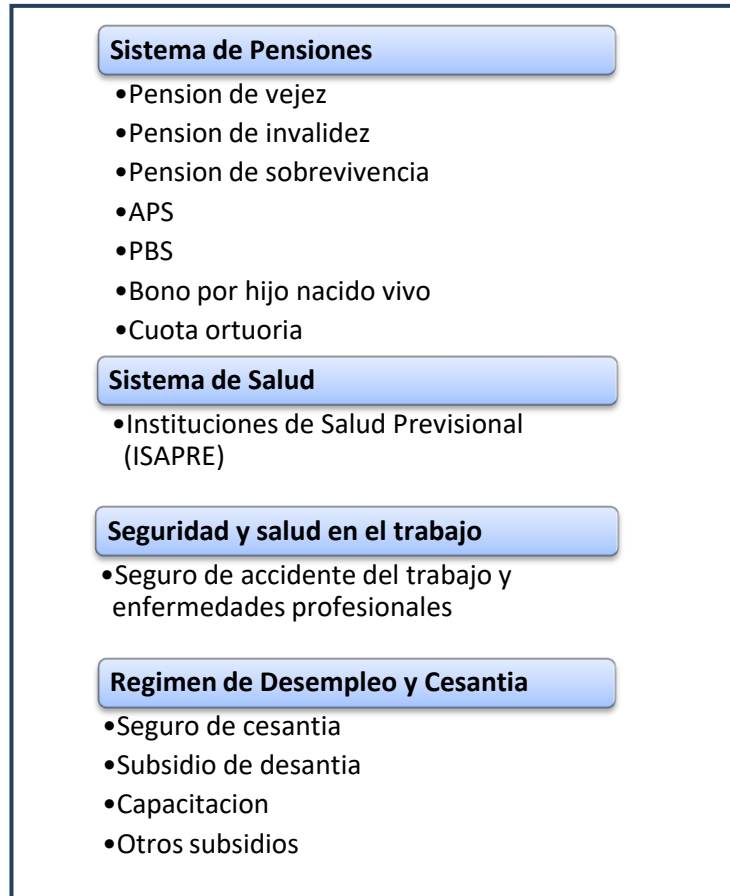 Sistema de Pensiones
•Pension de vejez
•Pension de invalidez
•Pension de sobrevivencia
•APS
•PBS
•Bono por hijo nacido vivo
•Cuota ortuoria
Sistema de Salud
•Instituciones de Salud Previsional
(ISAPRE)
Seguridad y salud en el trabajo
•Seguro de accidente del trabajo y
enfermedades profesionales
Regimen de Desempleo y Cesantia
•Seguro de cesantia
•Subsidio de desantia
•Capacitacion
•Otros subsidios